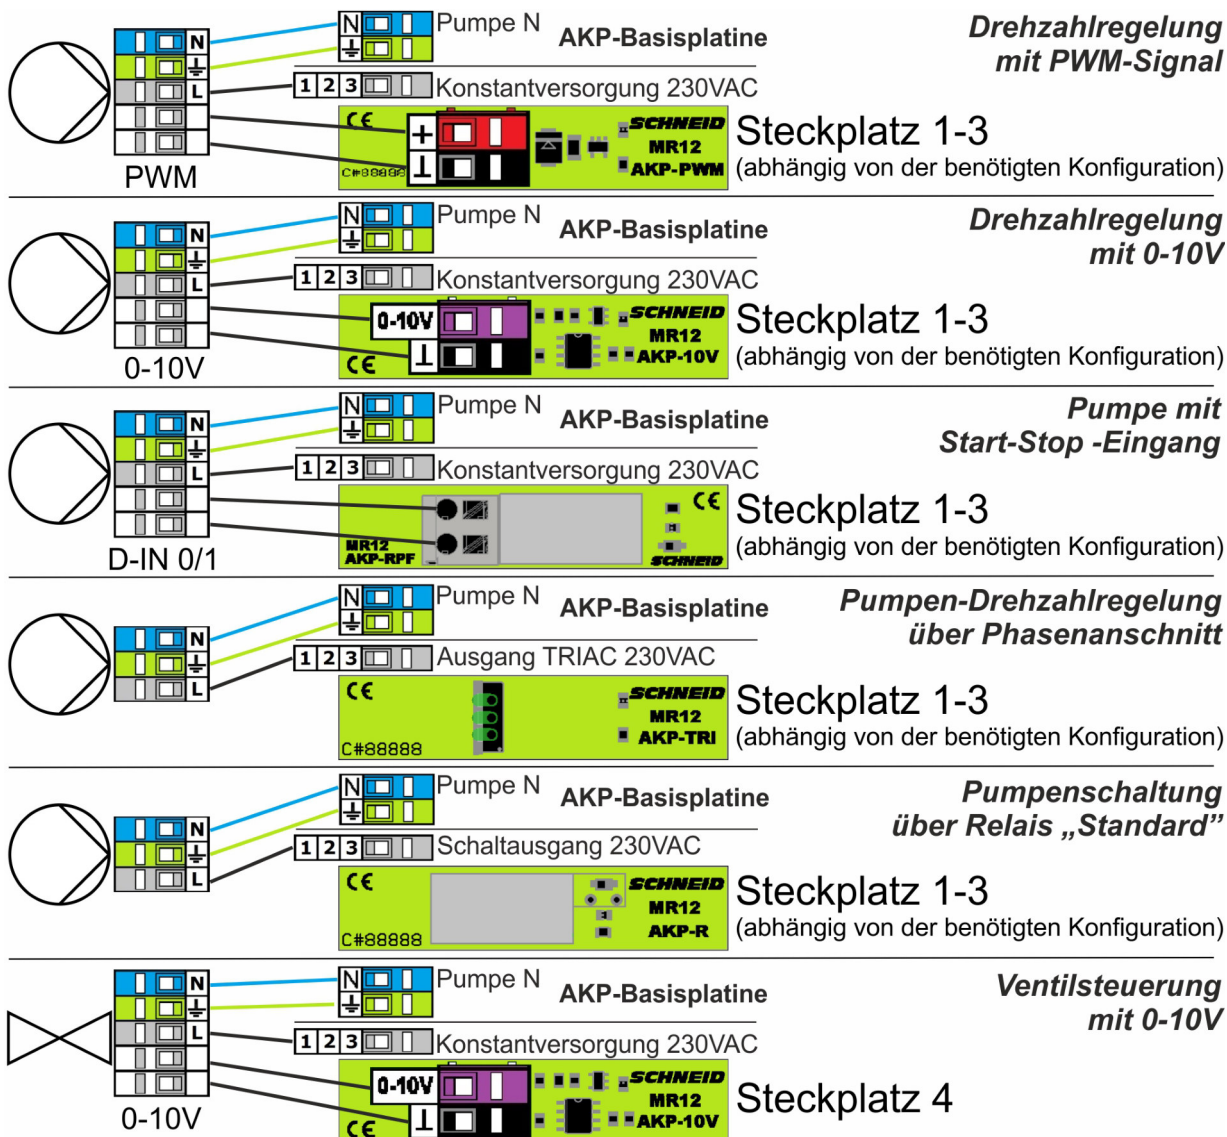 Drehzahlregelung
mit PWM-Signal
N
⏚
L
PWM
N
⏚
Pumpe N
AKP-Basisplatine
1 2 3
Konstantversorgung 230VAC
C€
+
⊥
C#88888
SCHNEID
MR12
AKP-PWM
Steckplatz 1-3
(abhängig von der benötigten Konfiguration)
Drehzahlregelung
mit 0-10V
N
⏚
L
0-10V
N
⏚
Pumpe N
AKP-Basisplatine
1 2 3
Konstantversorgung 230VAC
0-10V
⊥
C€
SCHNEID
MR12
AKP-10V
Steckplatz 1-3
(abhängig von der benötigten Konfiguration)
Pumpe mit
Start-Stop -Eingang
N
⏚
L
D-IN 0/1
N
⏚
Pumpe N
AKP-Basisplatine
1 2 3
Konstantversorgung 230VAC
MR12
AKP-RPF
C€
SCHNEID
Steckplatz 1-3
(abhängig von der benötigten Konfiguration)
Pumpen-Drehzahlregelung
über Phasenanschnitt
N
⏚
L
N
⏚
Pumpe N
AKP-Basisplatine
1 2 3
Ausgang TRIAC 230VAC
C€
C#88888
SCHNEID
MR12
AKP-TRI
Steckplatz 1-3
(abhängig von der benötigten Konfiguration)
Pumpenschaltung
über Relais „Standard”
N
⏚
L
N
⏚
Pumpe N
AKP-Basisplatine
1 2 3
Schaltausgang 230VAC
C€
C#88888
SCHNEID
MR12
AKP-R
Steckplatz 1-3
(abhängig von der benötigten Konfiguration)
Ventilsteuerung
mit 0-10V
N
⏚
L
0-10V
N
⏚
Pumpe N
AKP-Basisplatine
1 2 3
Konstantversorgung 230VAC
0-10V
⊥
C€
SCHNEID
MR12
AKP-10V
Steckplatz 4